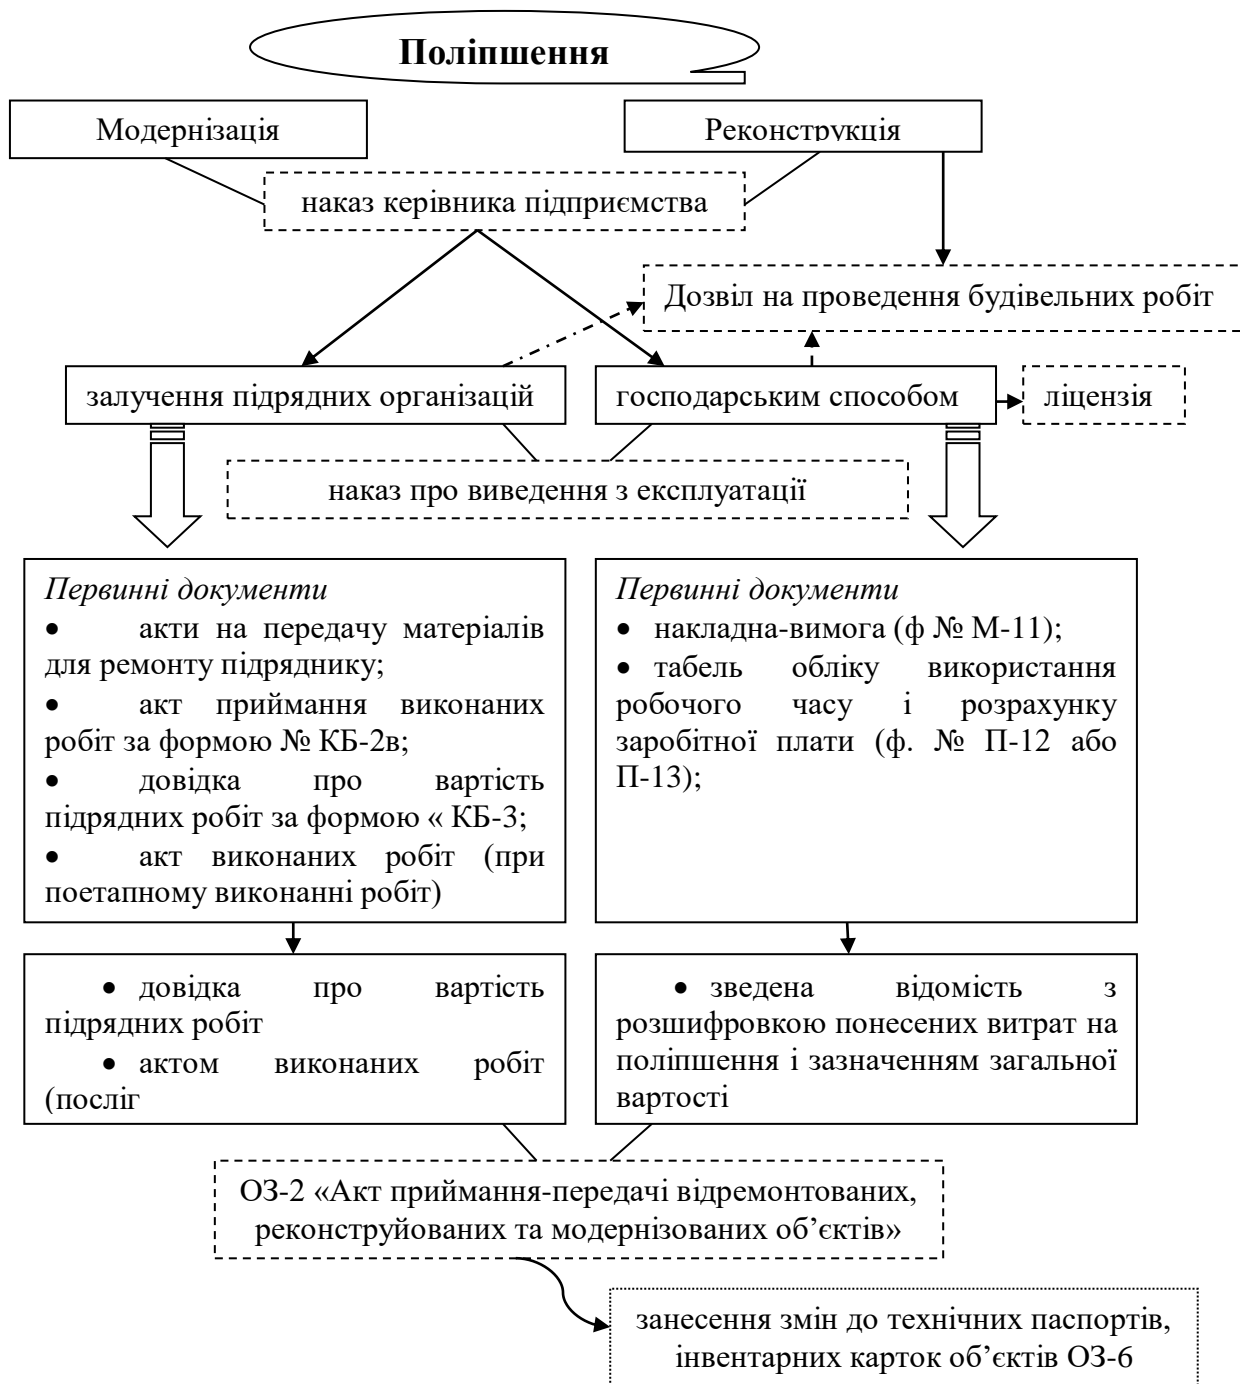 Поліпшення
Модернізація
Реконструкція
наказ керівника підприємства
Дозвіл на проведення будівельних робіт
залучення підрядних організацій
господарським способом
ліцензія
наказ про виведення з експлуатації
Первинні документи
• акти на передачу матеріалів
для ремонту підряднику;
• акт приймання виконаних
робіт за формою № КБ-2в;
• довідка про вартість
підрядних робіт за формою « КБ-3;
• акт виконаних робіт (при
поетапному виконанні робіт)
Первинні документи
• накладна-вимога (ф № М-11);
• табель обліку використання
робочого часу і розрахунку
заробітної плати (ф. № П-12 або
П-13);
• довідка про вартість
підрядних робіт
• актом виконаних робіт
(посліг
• зведена відомість з
розшифровкою понесених витрат на
поліпшення і зазначенням загальної
вартості
ОЗ-2 «Акт приймання-передачі відремонтованих,
реконструйованих та модернізованих об’єктів»
занесення змін до технічних паспортів,
інвентарних карток об’єктів ОЗ-6